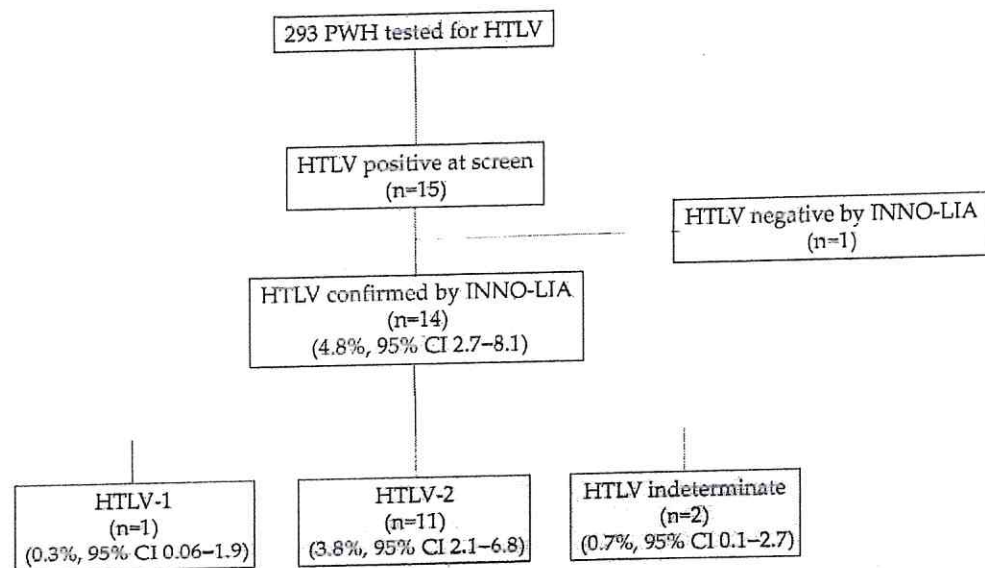 293 PWH tested for HTLV
HTLV positive at screen
(n=15)
HTLV negative by INNO-LIA
(n=1)
HTLV confirmed by INNO-LIA
(n=14)
(4.8%, 95% CI 2.7–8.1)
HTLV-1
(n=1)
(0.3%, 95% CI 0.06–1.9)
HTLV-2
(n=11)
(3.8%, 95% CI 2.1–6.8)
HTLV indeterminate
(n=2)
(0.7%, 95% CI 0.1–2.7)